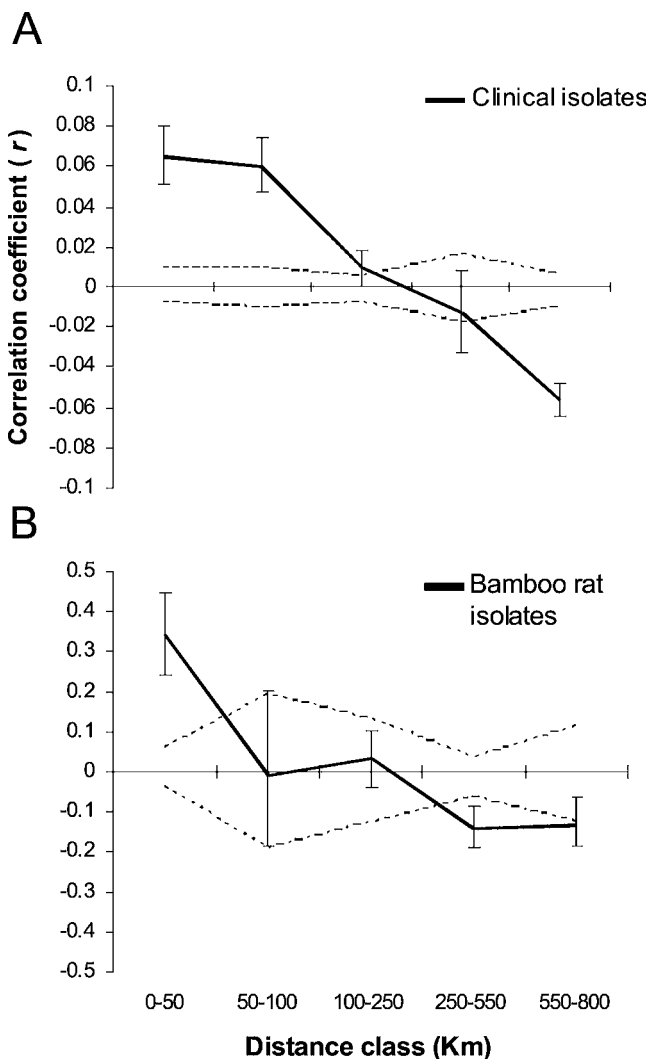 A
Correlation coefficient ( r )
0.1
0.08
0.06
0.04
0.02
0
-0.02
-0.04
-0.06
-0.08
-0.1
Clinical isolates
B
0.5
0.4
0.3
0.2
0.1
0
-0.1
-0.2
-0.3
-0.4
-0.5
Bamboo rat
isolates
0-50 50-100 100-250 250-550 550-800
Distance class (Km)